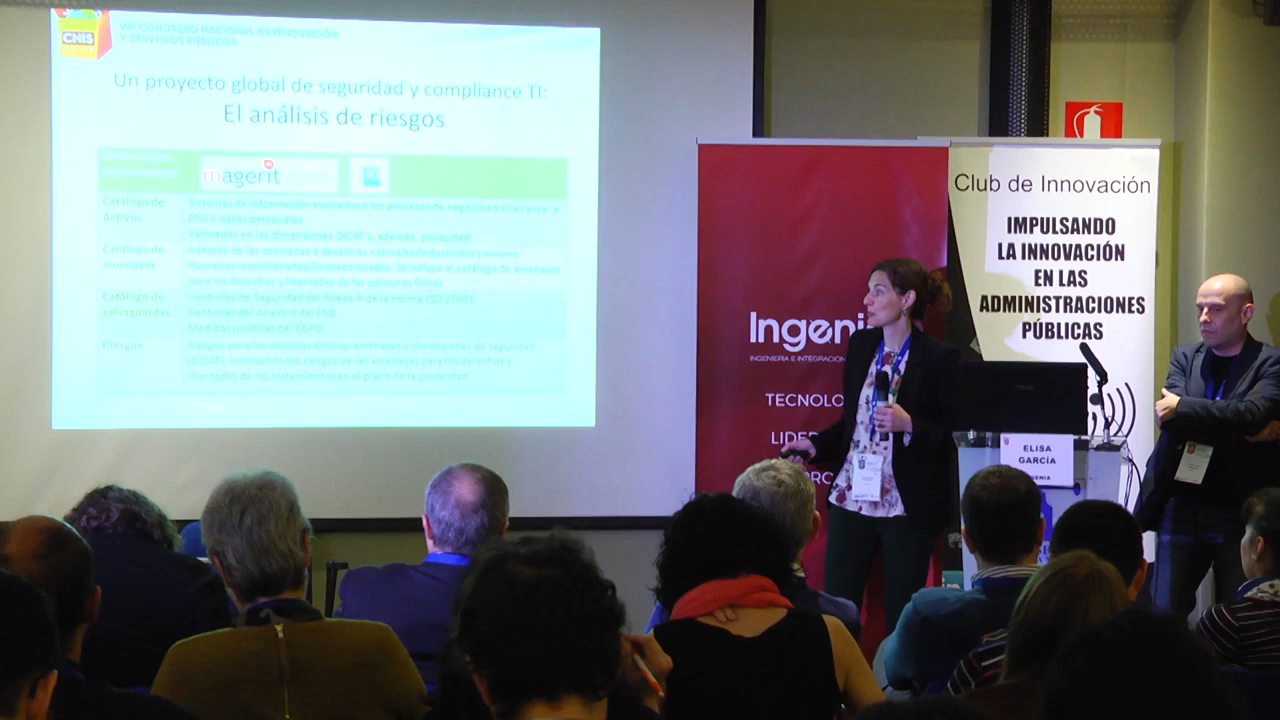 CNIS
VIII CONGRESO NACIONAL DE INNOVACIÓN
Y SERVICIOS PÚBLICOS
Un proyecto global de seguridad y compliance TI:
El análisis de riesgos
magerit
Catálogo de
Activos
Sistemas de información asociados a los procesos de negocio en el alcance, al
ENS y datos personales.
Valorados en las dimensiones DICAT y, además, privacidad.
Catálogo de
amenazas
Además de las asociadas a desastres naturales/industriales y errores
Humanos intencionados/inintencionados. Se incluye el catálogo de amenazas
para los derechos y libertades de las personas físicas
Catálogo de
salvaguardas
Controles de Seguridad del Anexo A de la norma ISO 27001.
Controles del Anexo II del ENS
Medidas jurídicas del RGPD
Riesgos
Riesgos para los distintos activos, amenazas y dimensiones de seguridad
(DICAT), incluyendo los riesgos de las amenazas para los derechos y
libertades de los tratamientos en el plano de la privacidad
Ingeni
INGENIERÍA E INTEGRACIÓN
TECNOLO
LIDER
Club de Innovación
IMPULSANDO
LA INNOVACIÓN
EN LAS
ADMINISTRACIONES
PÚBLICAS
ELISA
GARCÍA